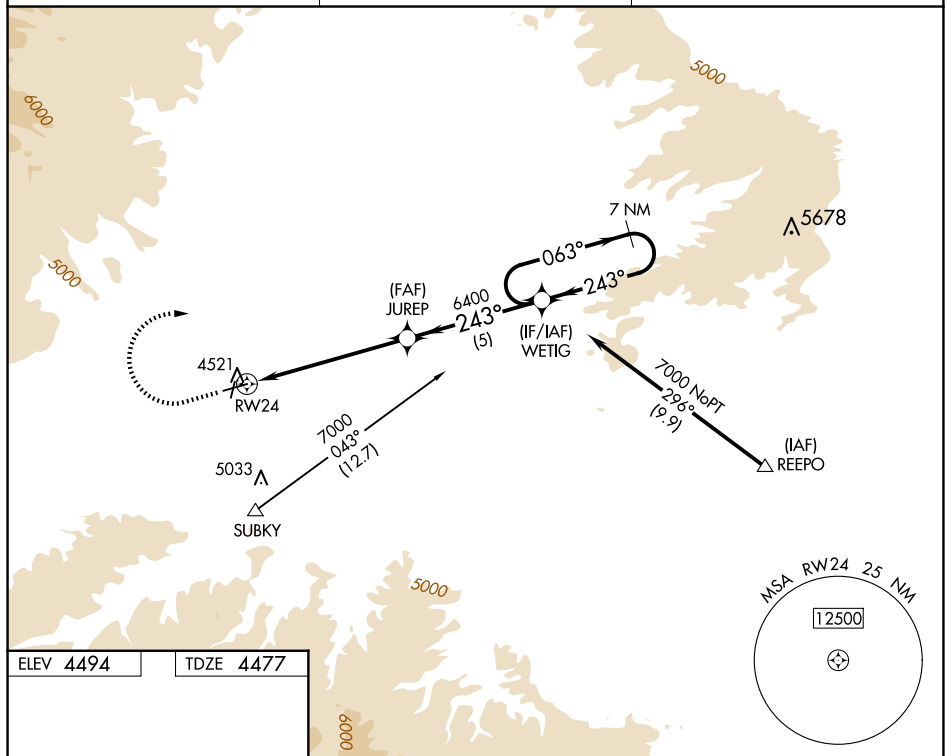 5000
6000
7 NM
5678
063°
5000
243°
(FAF)
JUREP
6400
243°
(5)
(IF/IAF)
WETIG
4521
RW24
7000 NoPT
296°
(9.9)
7000
043°
(12.7)
(IAF)
REEPO
5033
SUBKY
5000
MSA RW24 25 NM
12500
ELEV 4494
TDZE 4477
6000